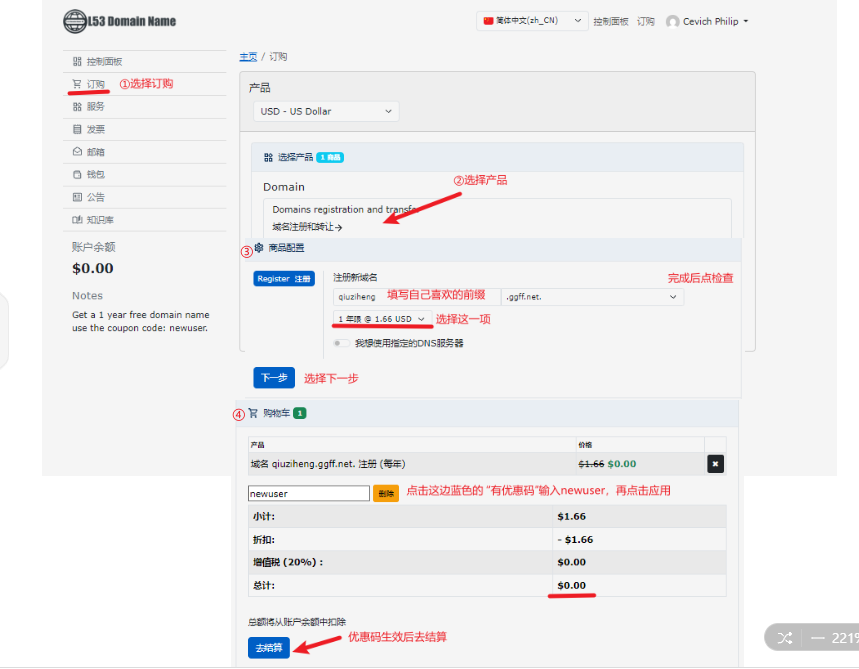 L53 Domain Name
简体中文(zh_CN)
控制面板
订购
Cevich Philip
控制面板
订购
①选择订购
服务
发票
邮箱
钱包
公告
知识库
账户余额
$0.00
Notes
Get a 1 year free domain name
use the coupon code: newuser.
主页 / 订购
产品
USD - US Dollar
选择产品 1 商品
②选择产品
Domain
Domains registration and transfe
域名注册和转让→
③ 商品配置
Register 注册
注册新域名
完成后点检查
qiuziheng 填写自己喜欢的前缀 .ggff.net.
1 年限 @ 1.66 USD 选择这一项
我想使用指定的DNS服务器
下一步 选择下一步
④ 购物车 1
产品 价格
域名 qiuziheng.ggff.net. 注册 (每年) $1.66 $0.00
newuser 删除 点击这边蓝色的 “有优惠码”输入newuser，再点击应用
小计: $1.66
折扣: - $1.66
增值税 (20%) : $0.00
总计: $0.00
总额将从账户余额中扣除
去结算 优惠码生效后去结算
221%